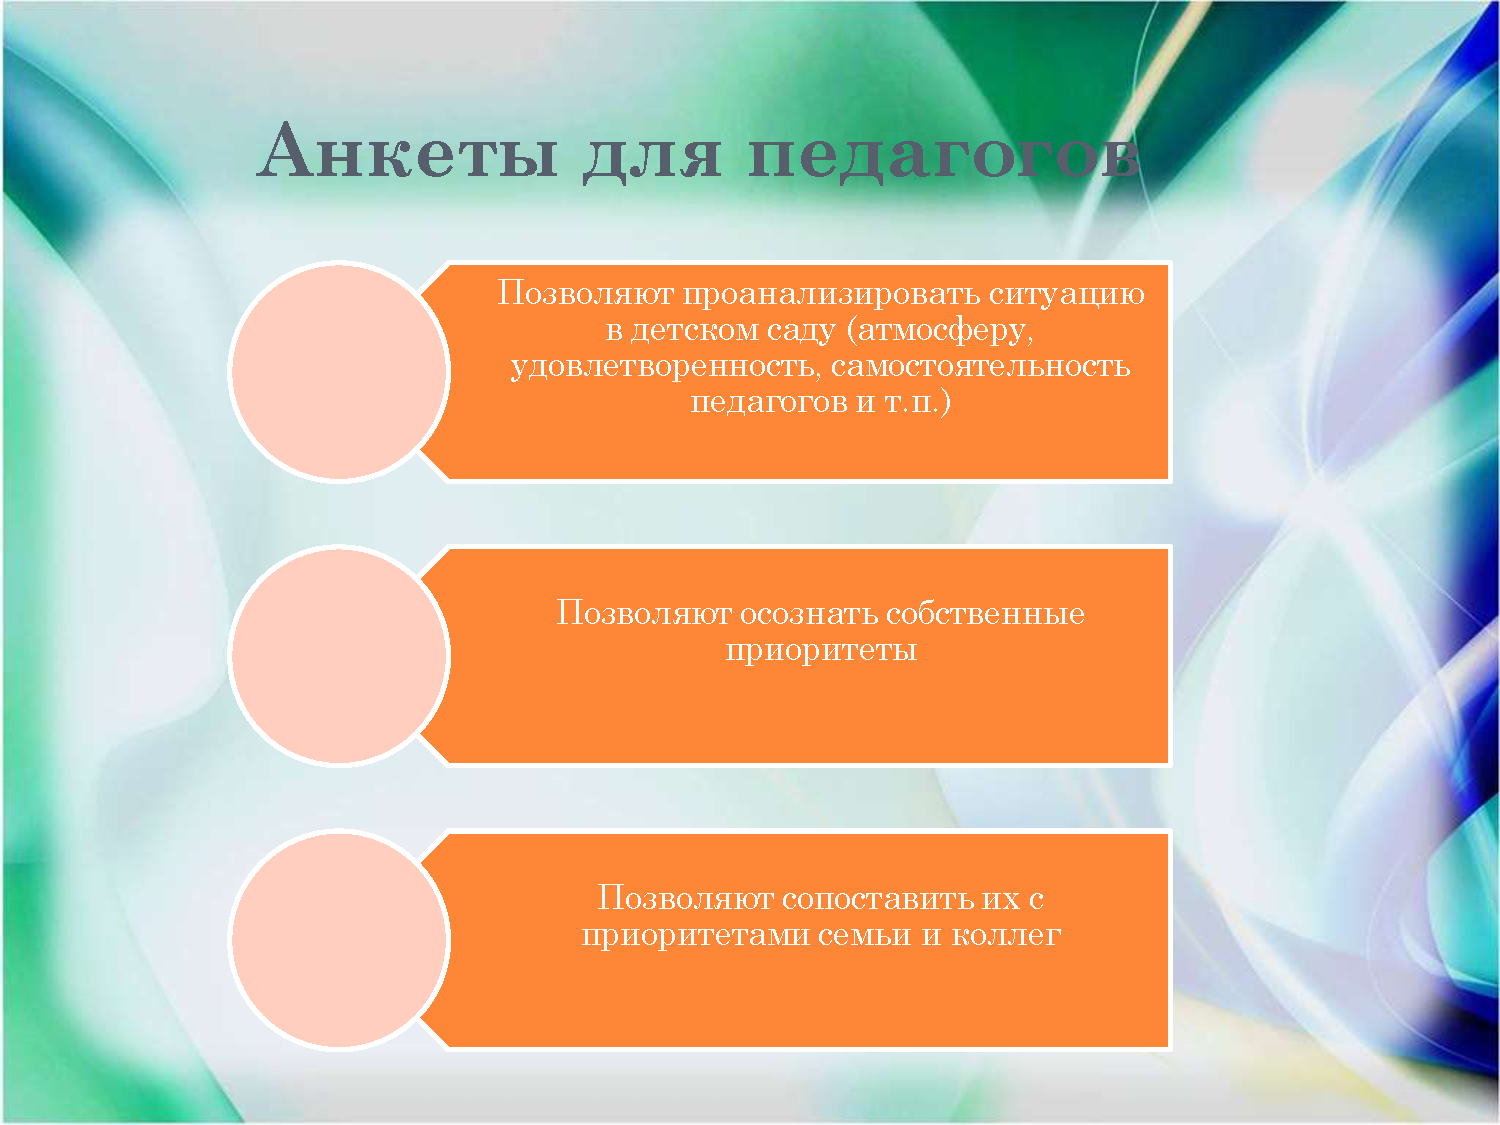 Анкеты для педагогов
Позволяют проанализировать ситуацию
в детском саду (атмосферу,
удовлетворенность, самостоятельность
педагогов и т.п.)
Позволяют осознать собственные
приоритеты
Позволяют сопоставить их с
приоритетами семьи и коллег